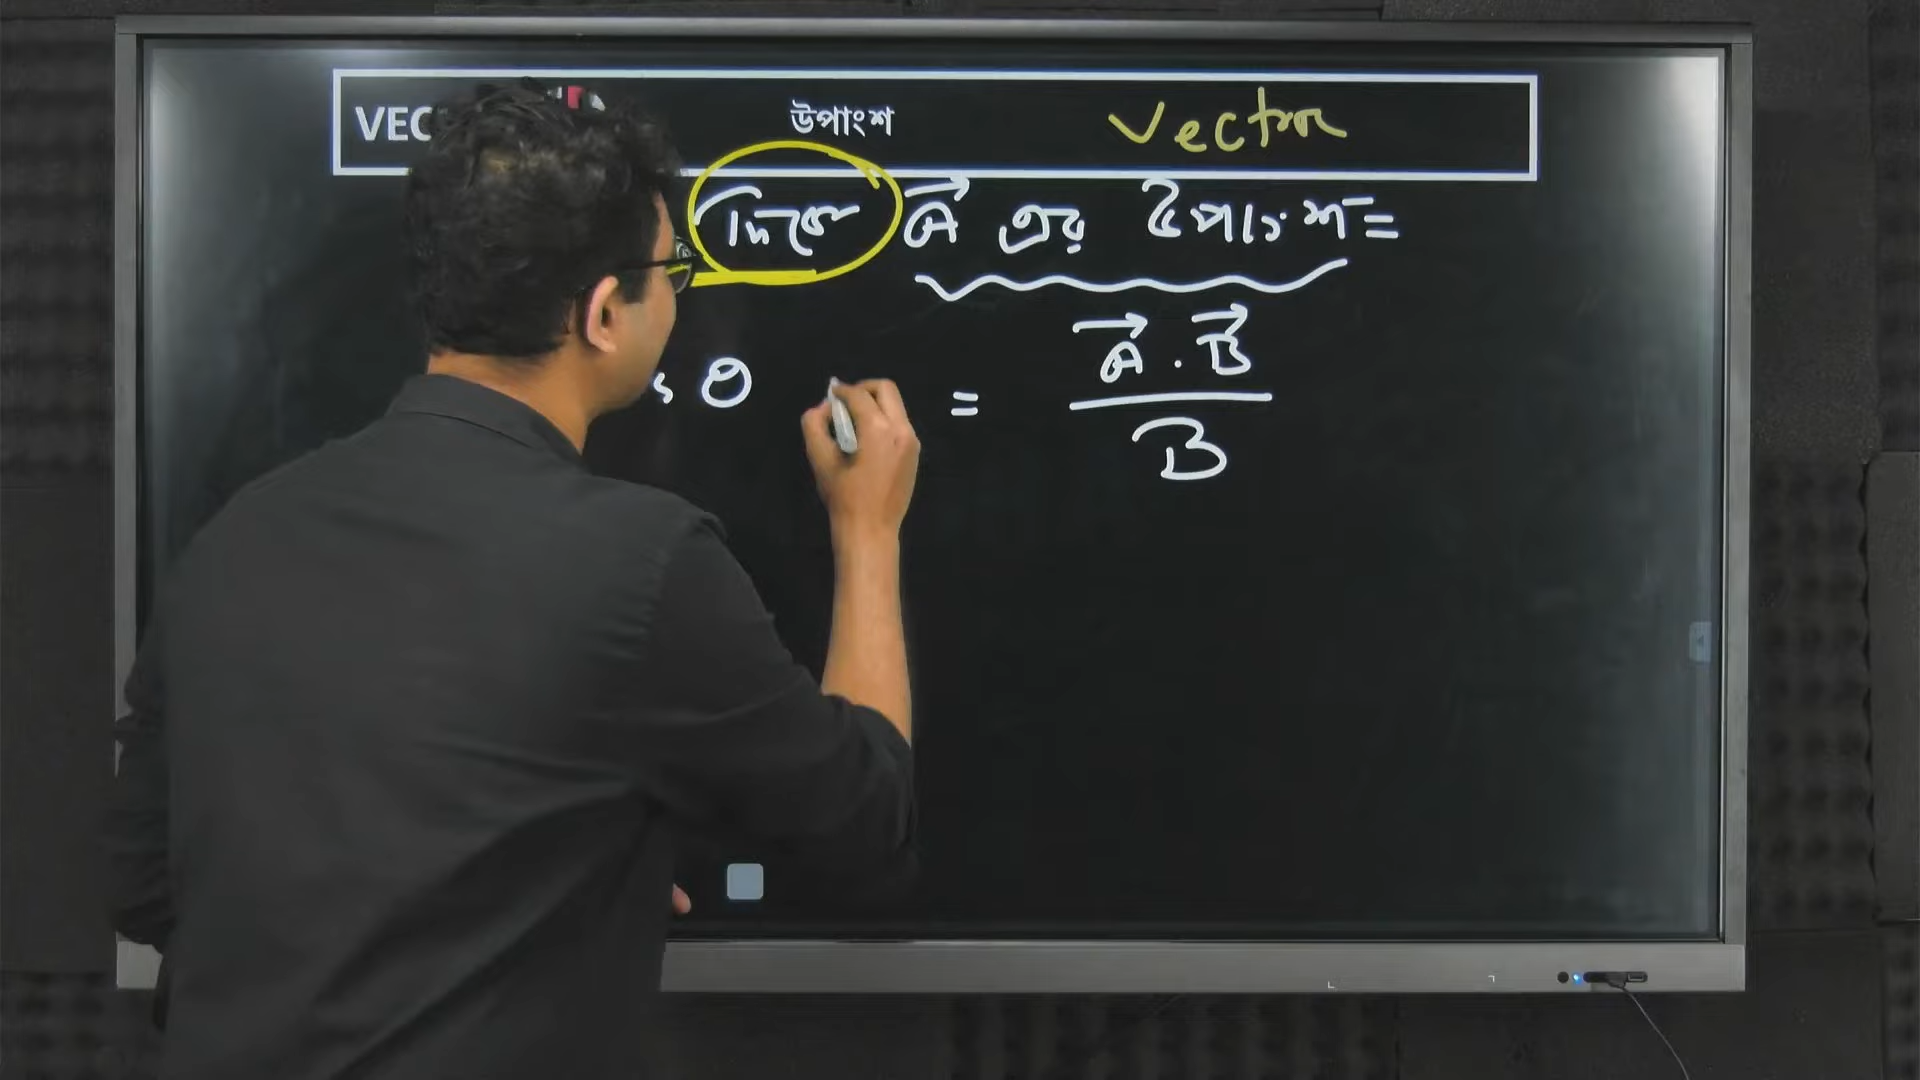 VEC উপাংশ Vector
দিকে A⃗ এর উপাংশ =
s θ = A⃗ . B⃗ / B